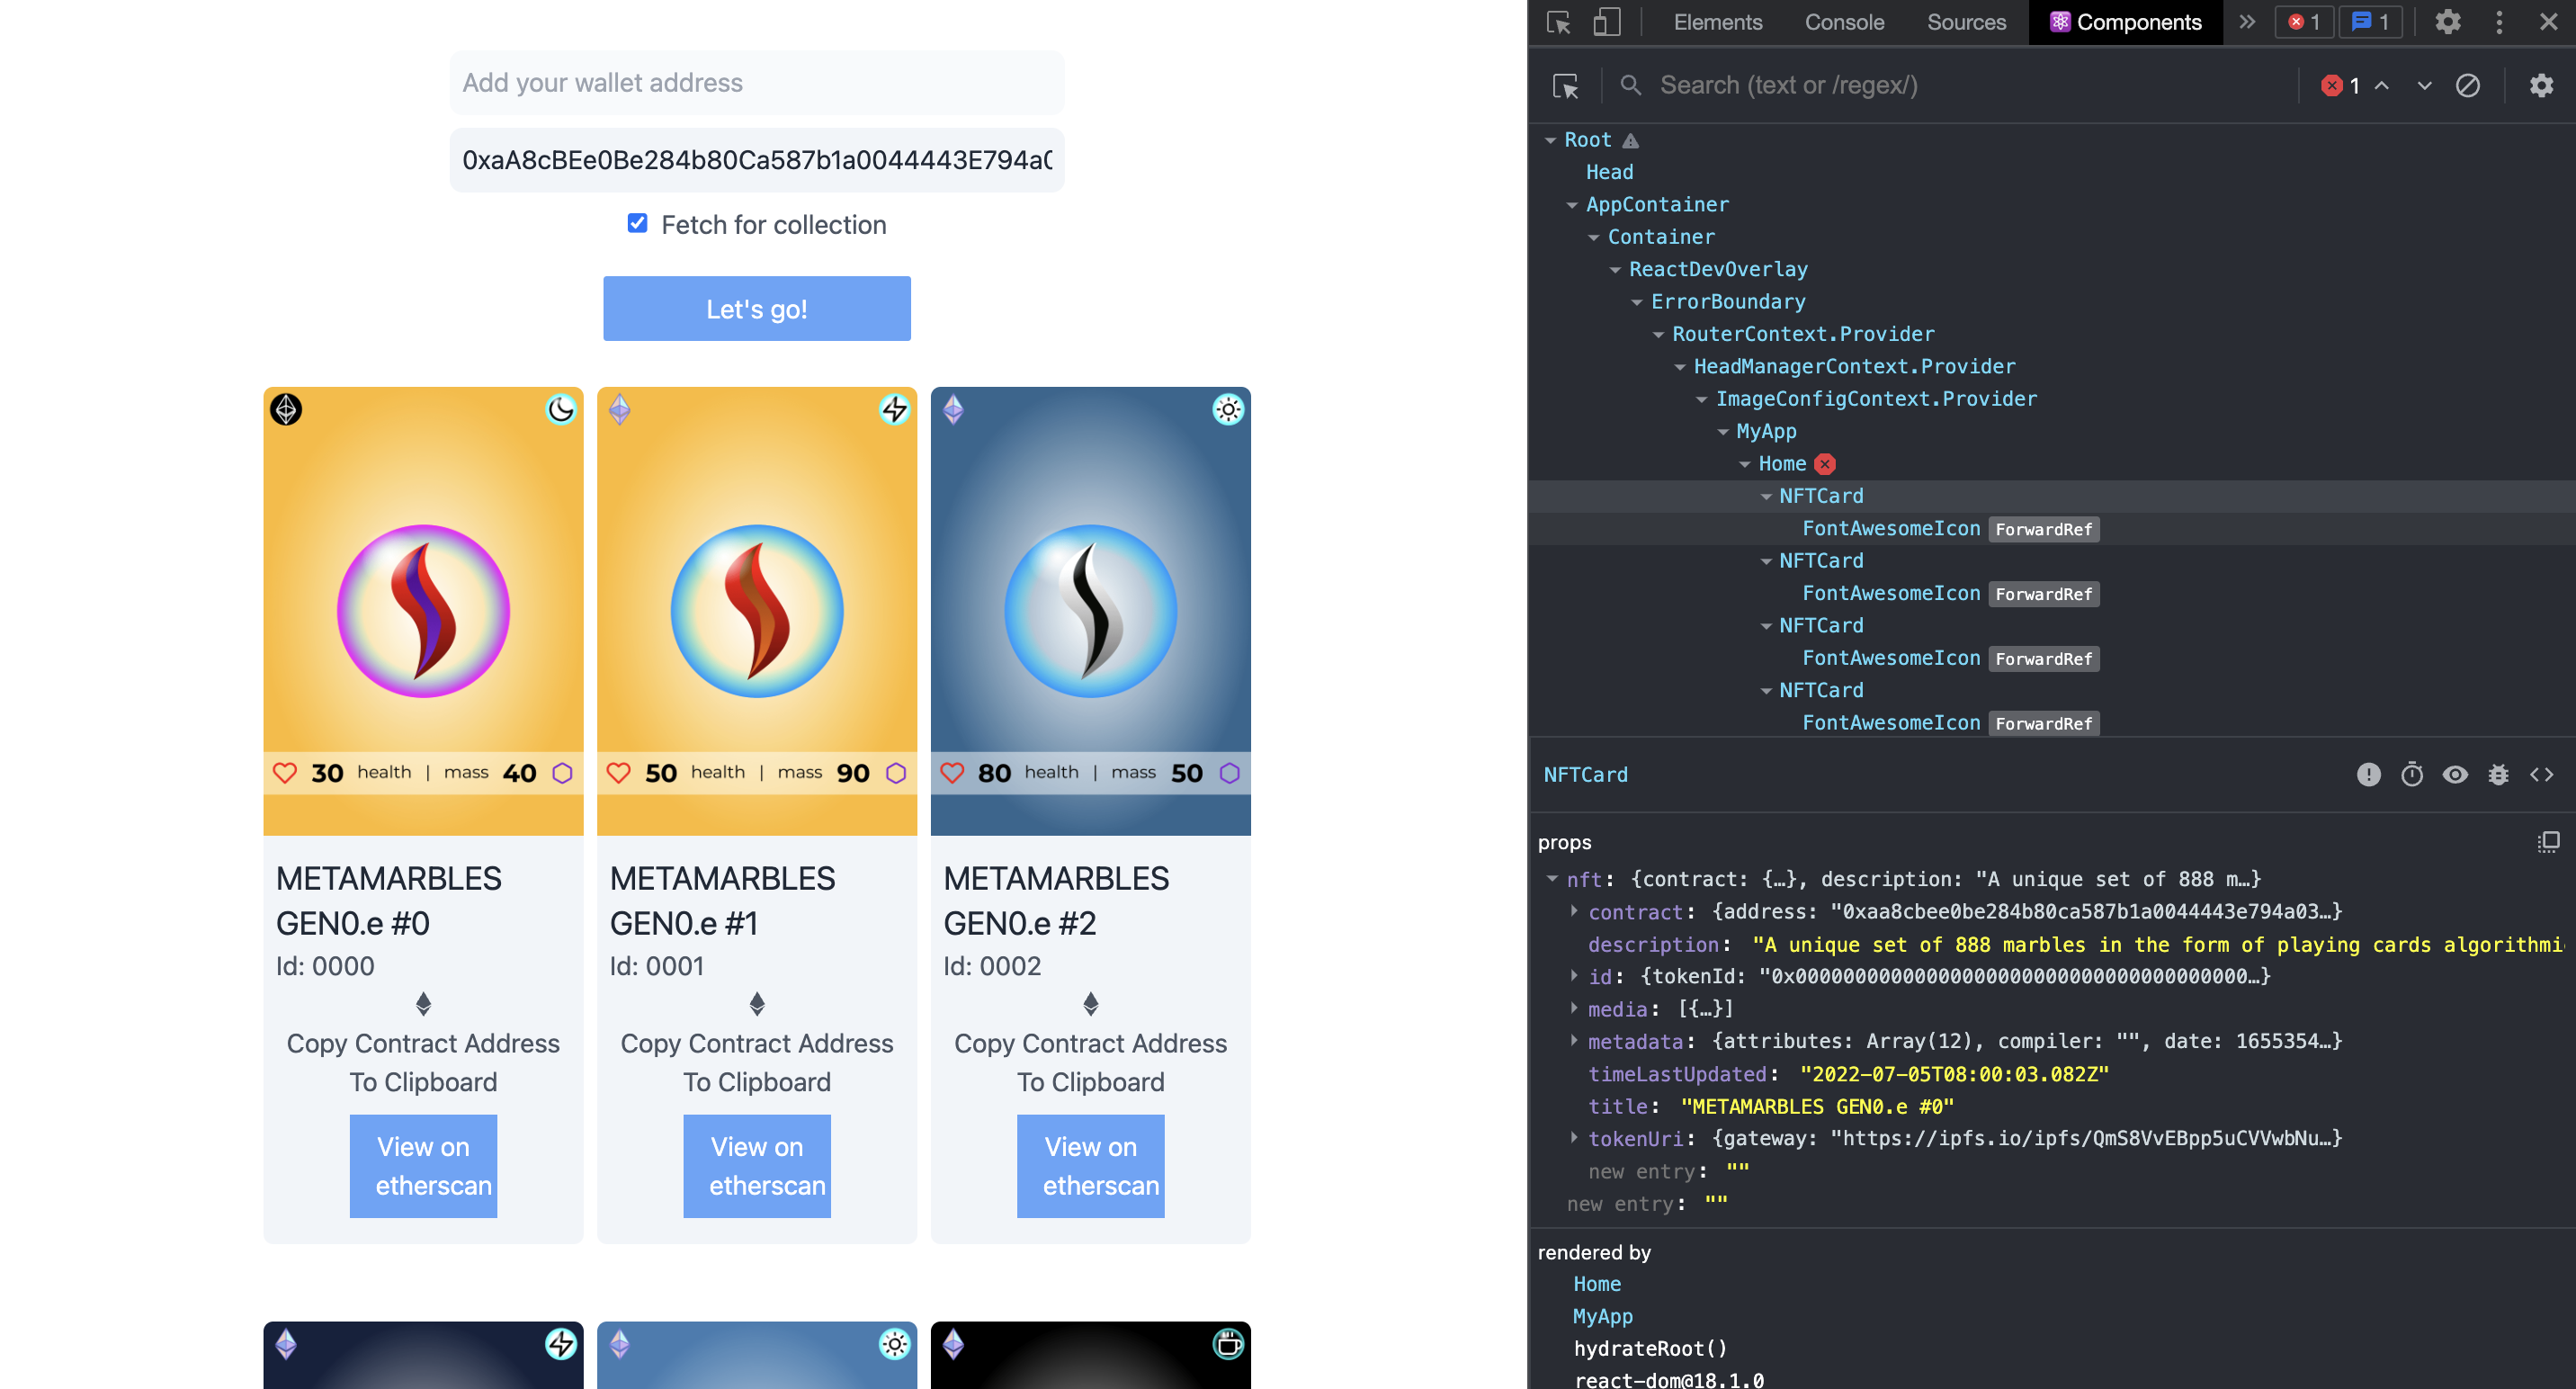 Add your wallet address
0xaA8cBEe0Be284b80Ca587b1a0044443E794a0
Fetch for collection
Let's go!
30 health | mass 40
50 health | mass 90
80 health | mass 50
METAMARBLES
GEN0.e #0
Id: 0000
Copy Contract Address
To Clipboard
View on
etherscan
METAMARBLES
GEN0.e #1
Id: 0001
Copy Contract Address
To Clipboard
View on
etherscan
METAMARBLES
GEN0.e #2
Id: 0002
Copy Contract Address
To Clipboard
View on
etherscan
Elements Console Sources Components 1 1
Search (text or /regex/) 1
Root
Head
AppContainer
Container
ReactDevOverlay
ErrorBoundary
RouterContext.Provider
HeadManagerContext.Provider
ImageConfigContext.Provider
MyApp
Home
NFTCard
FontAwesomeIcon ForwardRef
NFTCard
FontAwesomeIcon ForwardRef
NFTCard
FontAwesomeIcon ForwardRef
NFTCard
FontAwesomeIcon ForwardRef
NFTCard
props
nft: {contract: {…}, description: "A unique set of 888 m…}
contract: {address: "0xaa8cbee0be284b80ca587b1a0044443e794a03…}
description: "A unique set of 888 marbles in the form of playing cards algorithmi
id: {tokenId: "0x00000000000000000000000000000000000000…}
media: [{…}]
metadata: {attributes: Array(12), compiler: "", date: 1655354…}
timeLastUpdated: "2022-07-05T08:00:03.082Z"
title: "METAMARBLES GEN0.e #0"
tokenUri: {gateway: "https://ipfs.io/ipfs/QmS8VvEBpp5uCVVwbNu…}
new entry: ""
new entry: ""
rendered by
Home
MyApp
hydrateRoot()
react-dom@18.1.0